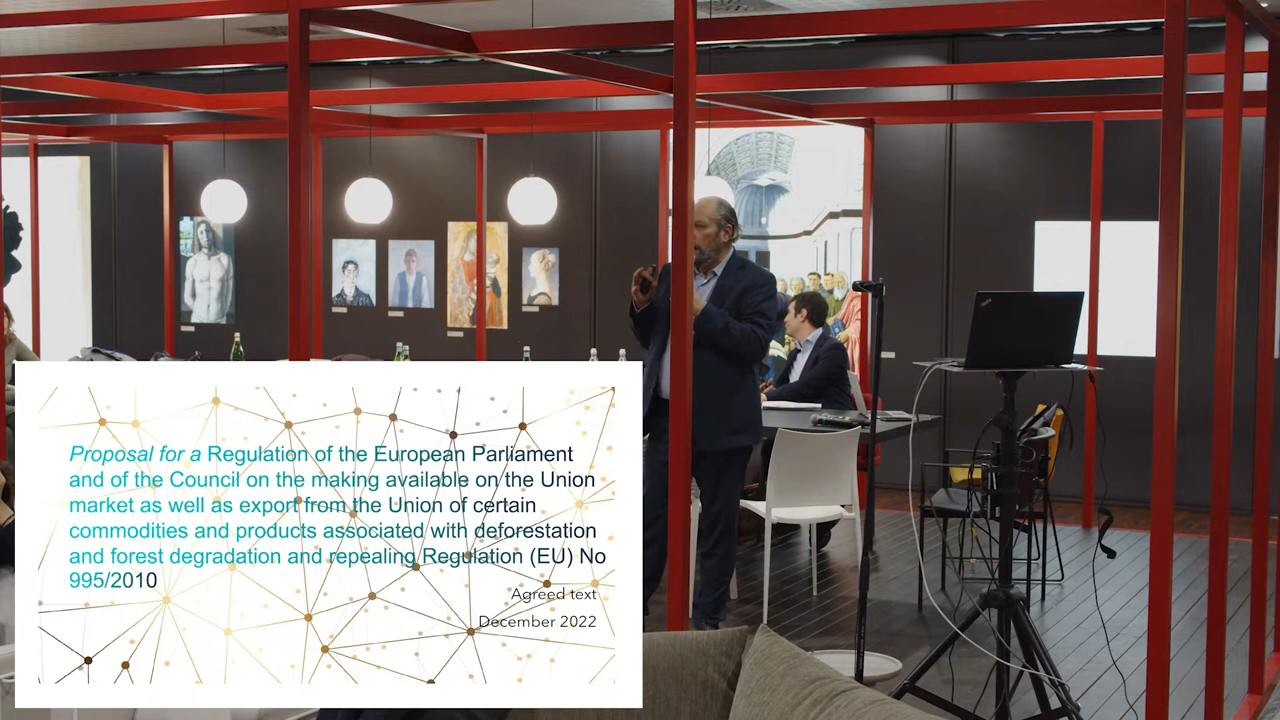 Proposal for a Regulation of the European Parliament
and of the Council on the making available on the Union
market as well as export from the Union of certain
commodities and products associated with deforestation
and forest degradation and repealing Regulation (EU) No
995/2010
Agreed text
December 2022